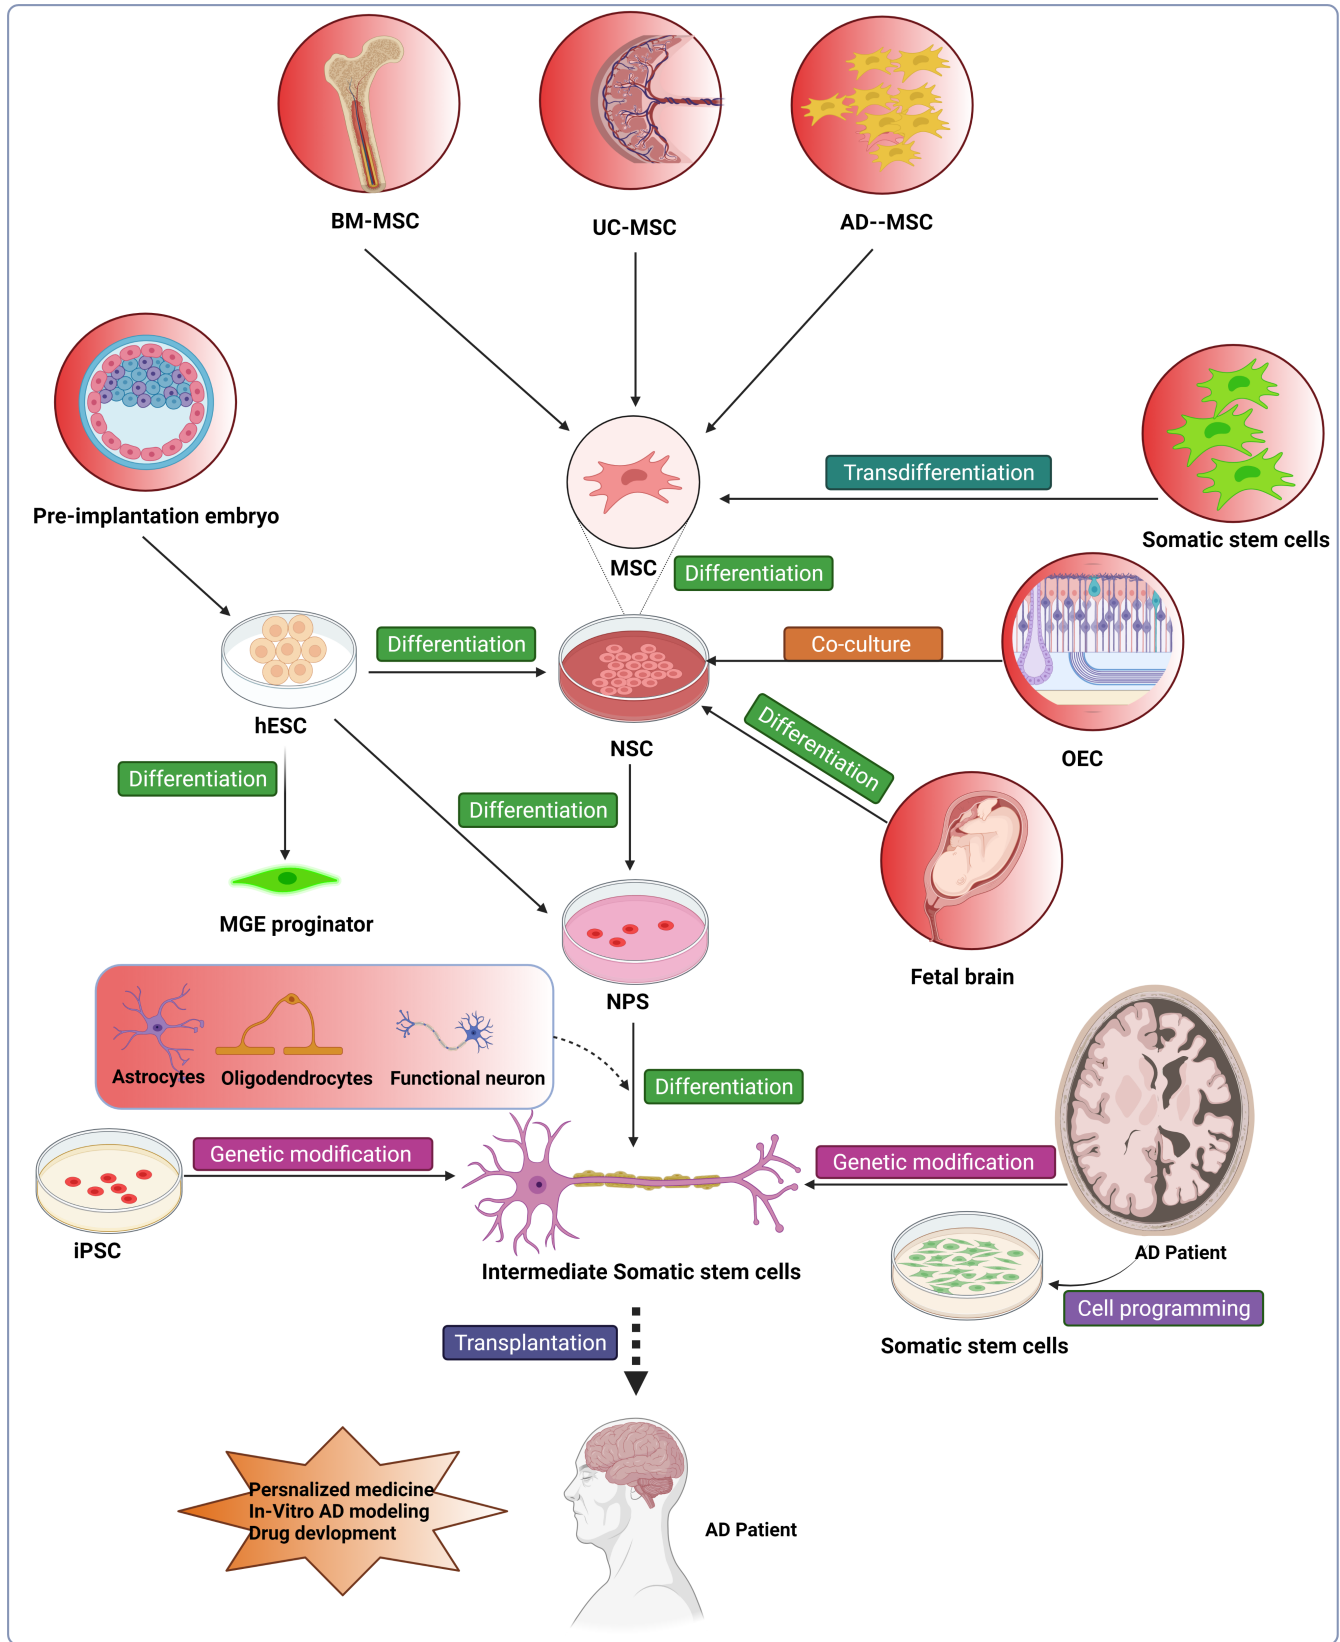 BM-MSC
UC-MSC
AD--MSC
Pre-implantation embryo
Transdifferentiation
Somatic stem cells
MSC
Differentiation
Differentiation
Co-culture
hESC
NSC
OEC
Differentiation
Differentiation
Differentiation
MGE proginator
Fetal brain
NPS
Astrocytes
Oligodendrocytes
Functional neuron
Differentiation
Genetic modification
Genetic modification
iPSC
AD Patient
Intermediate Somatic stem cells
Cell programming
Somatic stem cells
Transplantation
Persnalized medicine
In-Vitro AD modeling
Drug devlopment
AD Patient